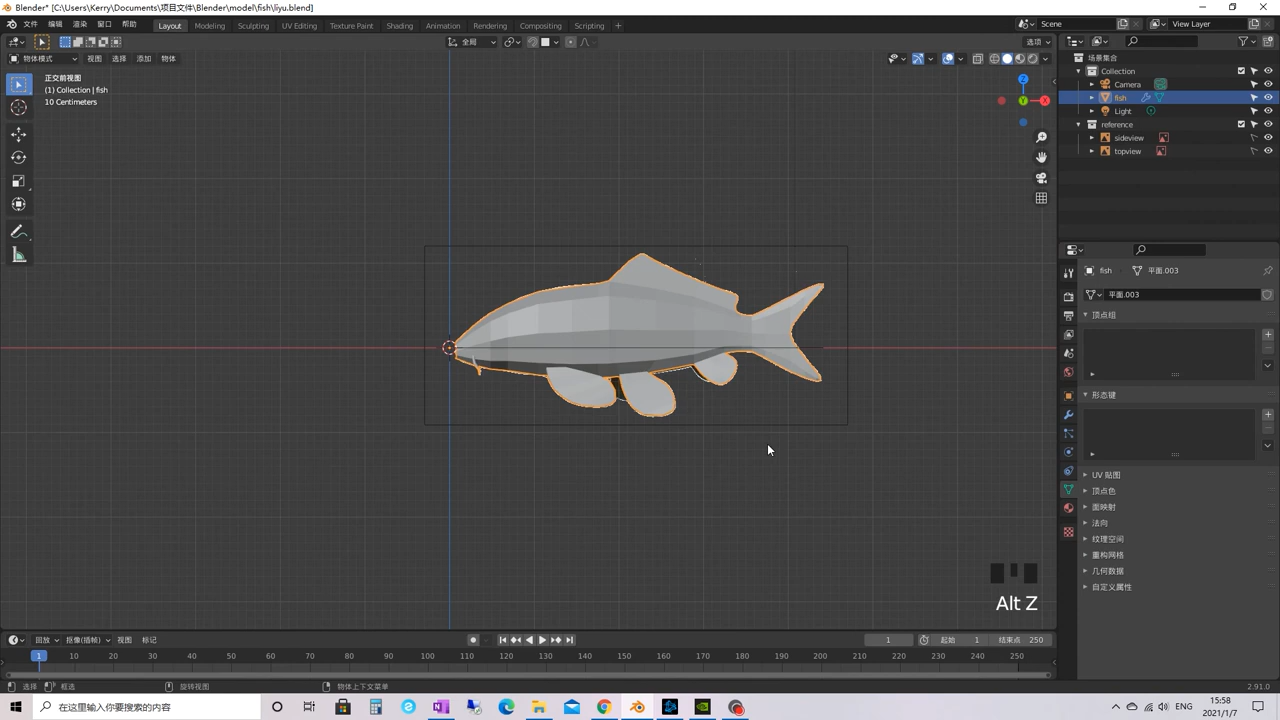 Blender* [C:\Users\Kerry\Documents\项目文件\Blender\model\fish\liyu.blend]
文件 编辑 渲染 窗口 帮助 Layout Modeling Sculpting UV Editing Texture Paint Shading Animation Rendering Compositing Scripting + Scene View Layer
全局 选项
物体模式 视图 选择 添加 物体
正交前视图
(1) Collection | fish
10 Centimeters
Z
Y
X
Alt Z
场景集合
Collection
Camera
fish
Light
reference
sideview
topview
fish 平面.003
平面.003
顶点组
形态键
UV 贴图
顶点色
面映射
法向
纹理空间
重构网格
几何数据
自定义属性
回放 抠像(插帧) 视图 标记 1 起始 1 结束点 250
1 10 20 30 40 50 60 70 80 90 100 110 120 130 140 150 160 170 180 190 200 210 220 230 240 250
选择 框选 旋转视图 物体上下文菜单 2.91.0
在这里输入你要搜索的内容 ENG 15:58
2021/1/7